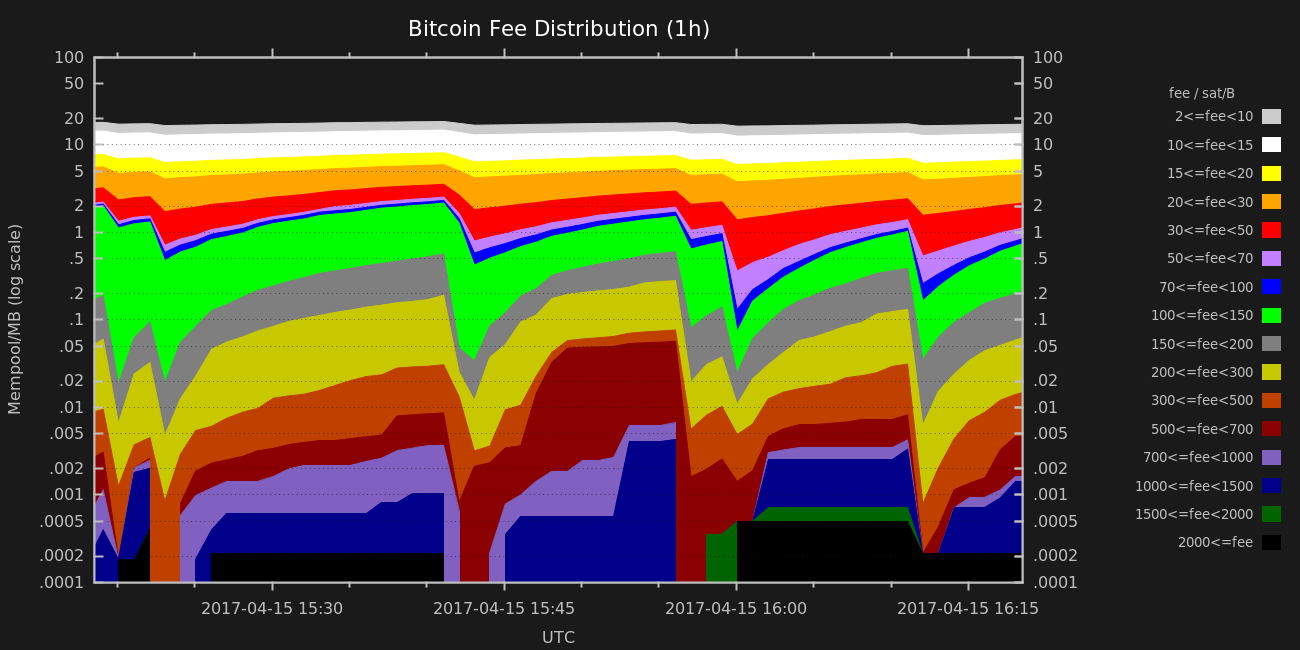 Bitcoin Fee Distribution (1h)
Mempool/MB (log scale)
100
50
20
10
5
2
1
.5
.2
.1
.05
.02
.01
.005
.002
.001
.0005
.0002
.0001
100
50
20
10
5
2
1
.5
.2
.1
.05
.02
.01
.005
.002
.001
.0005
.0002
.0001
2017-04-15 15:30 2017-04-15 15:45 2017-04-15 16:00 2017-04-15 16:15
UTC
fee / sat/B
2<=fee<10
10<=fee<15
15<=fee<20
20<=fee<30
30<=fee<50
50<=fee<70
70<=fee<100
100<=fee<150
150<=fee<200
200<=fee<300
300<=fee<500
500<=fee<700
700<=fee<1000
1000<=fee<1500
1500<=fee<2000
2000<=fee